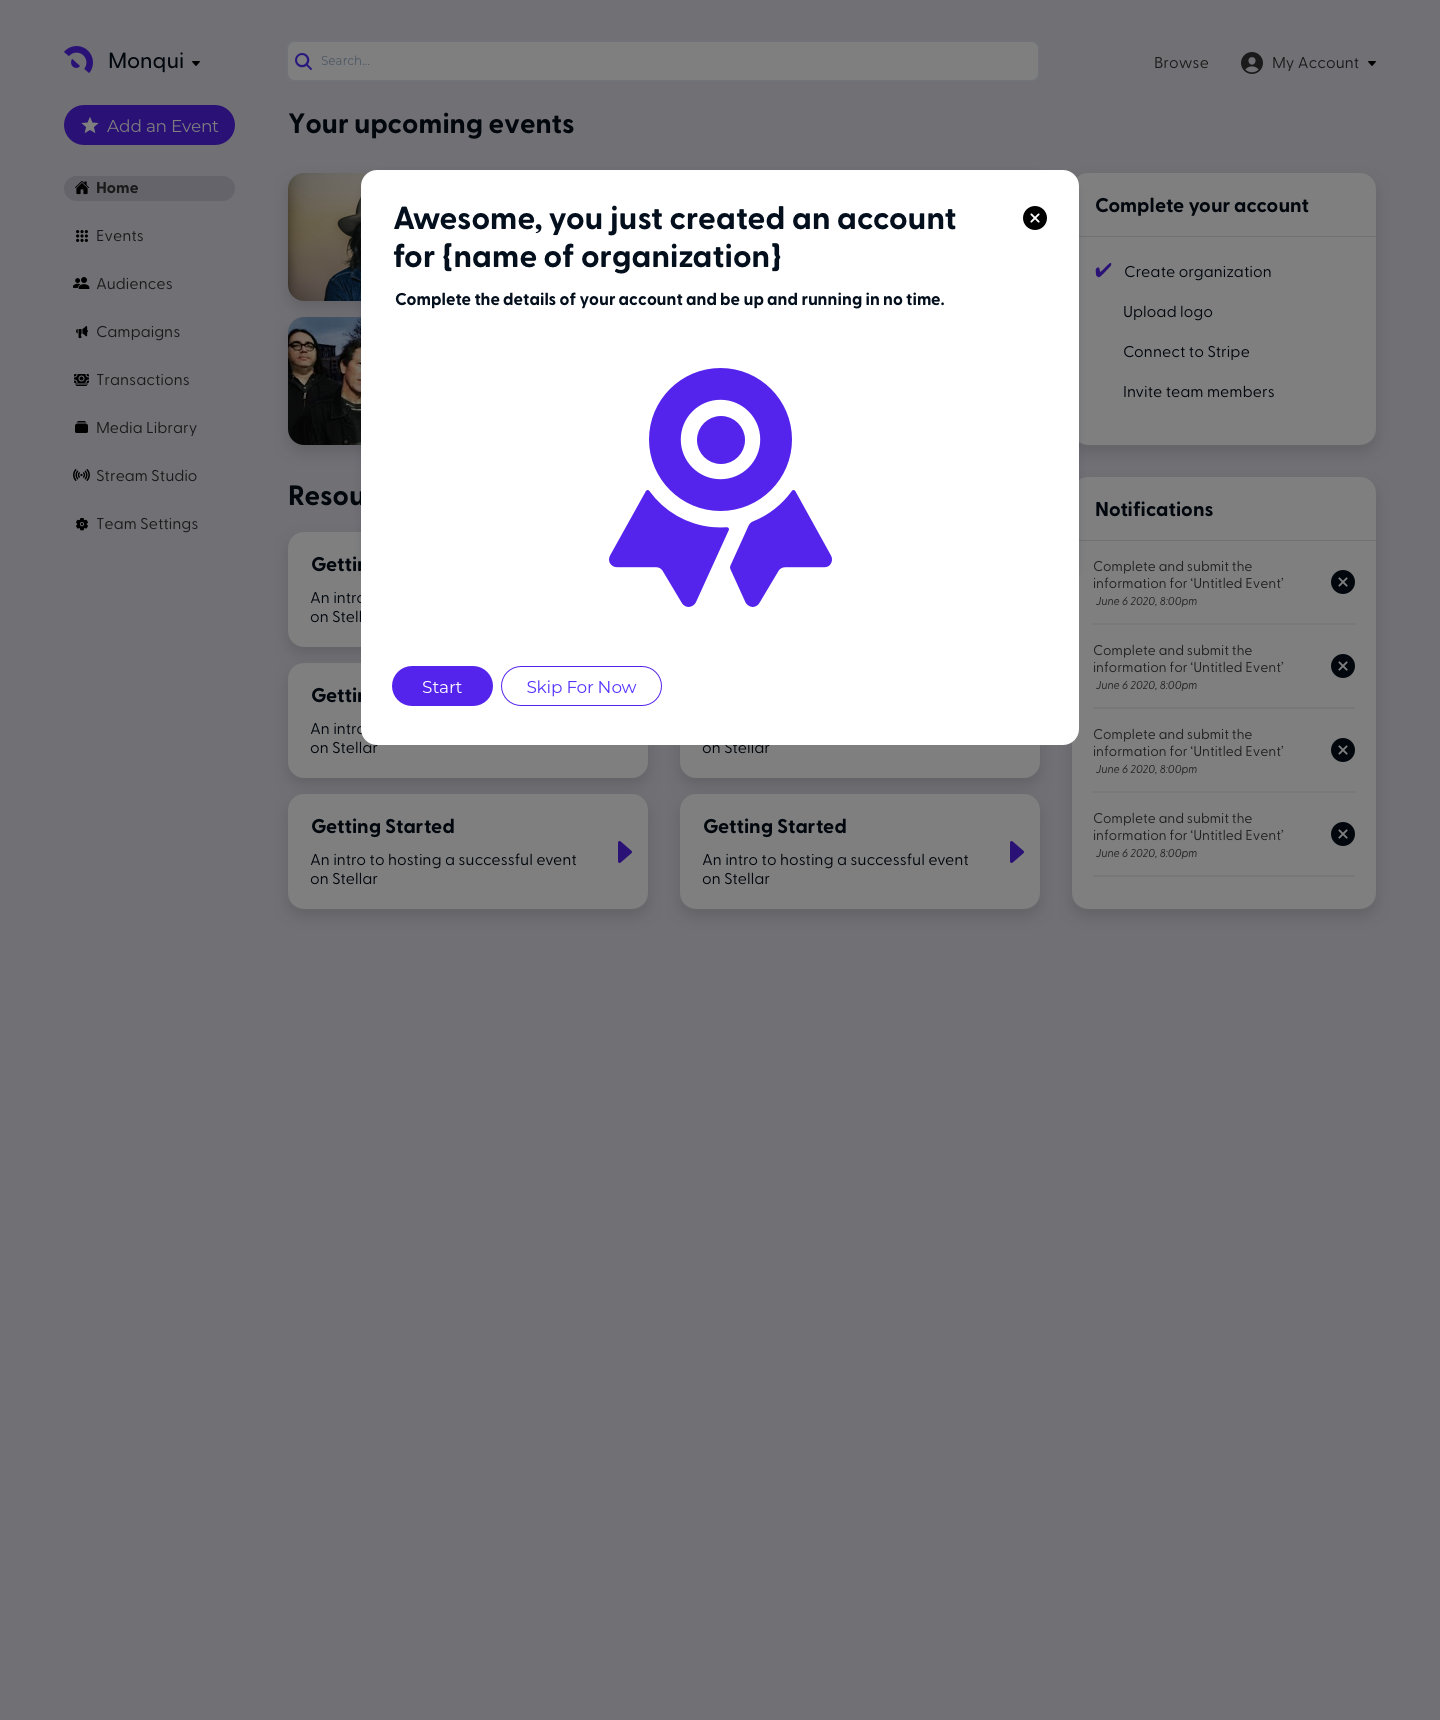 Monqui
Search...
Browse
My Account
Add an Event
Your upcoming events
Home
Events
Audiences
Campaigns
Transactions
Media Library
Stream Studio
Team Settings
Awesome, you just created an account
for {name of organization}
Complete the details of your account and be up and running in no time.
Start
Skip For Now
Complete your account
Create organization
Upload logo
Connect to Stripe
Invite team members
Resou
Gettin
An intro
on Stell
Gettin
An intro
on Stellar
on Stellar
Getting Started
An intro to hosting a successful event
on Stellar
Getting Started
An intro to hosting a successful event
on Stellar
Notifications
Complete and submit the
information for ‘Untitled Event’
June 6 2020, 8:00pm
Complete and submit the
information for ‘Untitled Event’
June 6 2020, 8:00pm
Complete and submit the
information for ‘Untitled Event’
June 6 2020, 8:00pm
Complete and submit the
information for ‘Untitled Event’
June 6 2020, 8:00pm